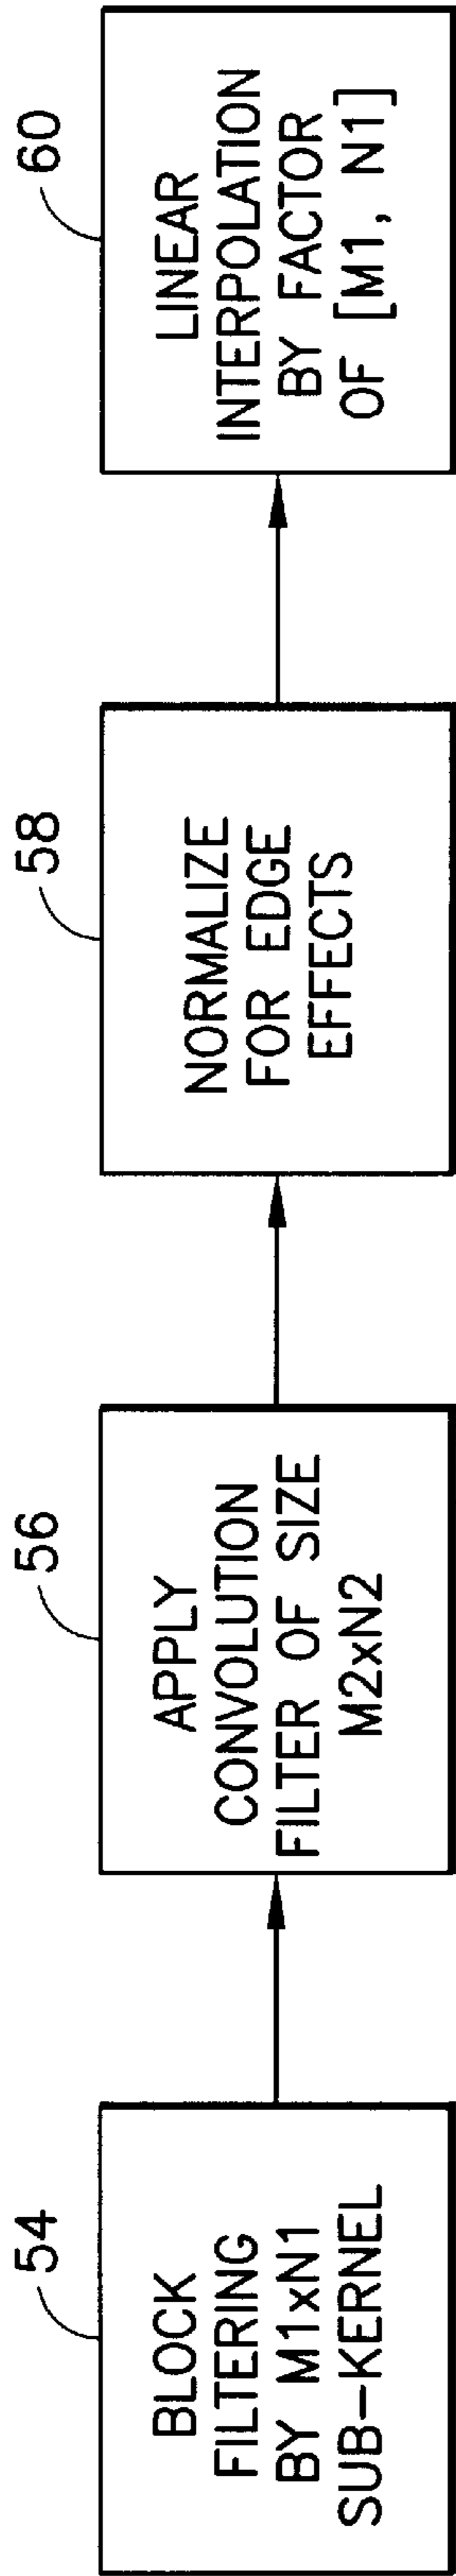 54
BLOCK
FILTERING
BY M1xN1
SUB-KERNEL
56
APPLY
CONVOLUTION
FILTER OF SIZE
M2xN2
58
NORMALIZE
FOR EDGE
EFFECTS
60
LINEAR
INTERPOLATION
BY FACTOR
OF [M1, N1]